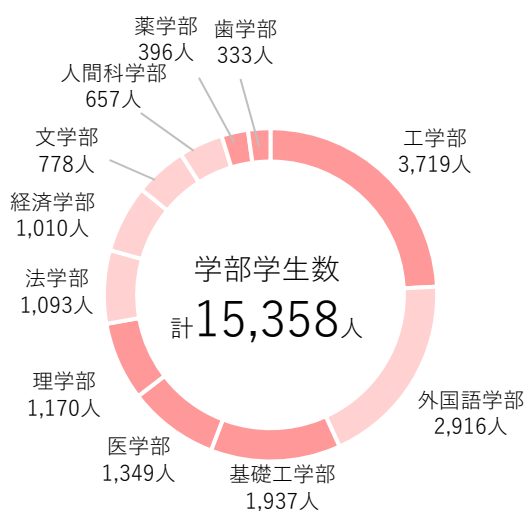 薬学部
396人
歯学部
333人
人間科学部
657人
文学部
778人
経済学部
1,010人
法学部
1,093人
理学部
1,170人
医学部
1,349人
基礎工学部
1,937人
外国語学部
2,916人
工学部
3,719人
学部学生数
計15,358人